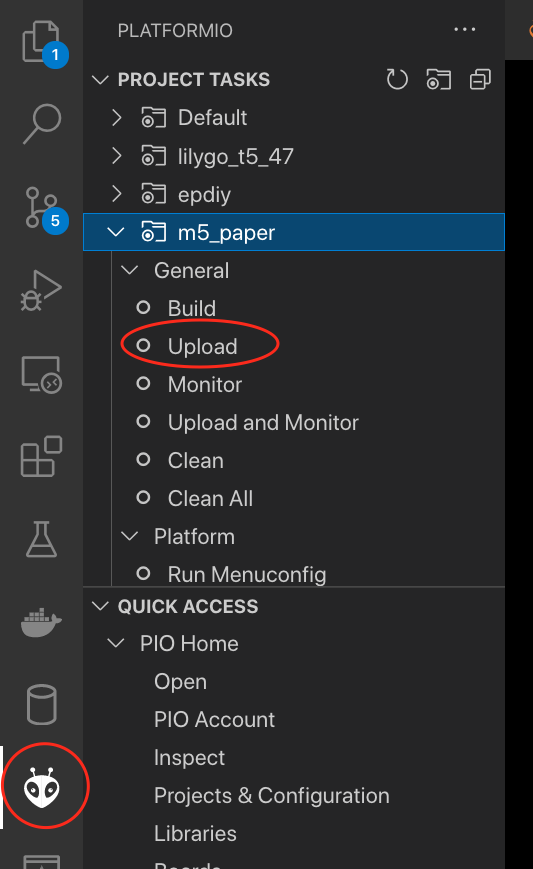 PLATFORMIO
1
PROJECT TASKS
Default
lilygo_t5_47
5
epdiy
m5_paper
General
Build
Upload
Monitor
Upload and Monitor
Clean
Clean All
Platform
Run Menuconfig
QUICK ACCESS
PIO Home
Open
PIO Account
Inspect
Projects & Configuration
Libraries
Boards